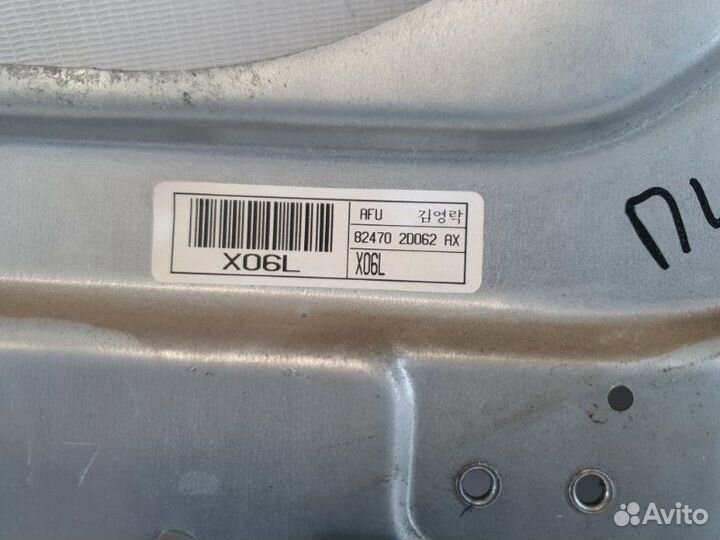 AFU 김영락
82470 2D062 AX
X06L
X06L
Avito